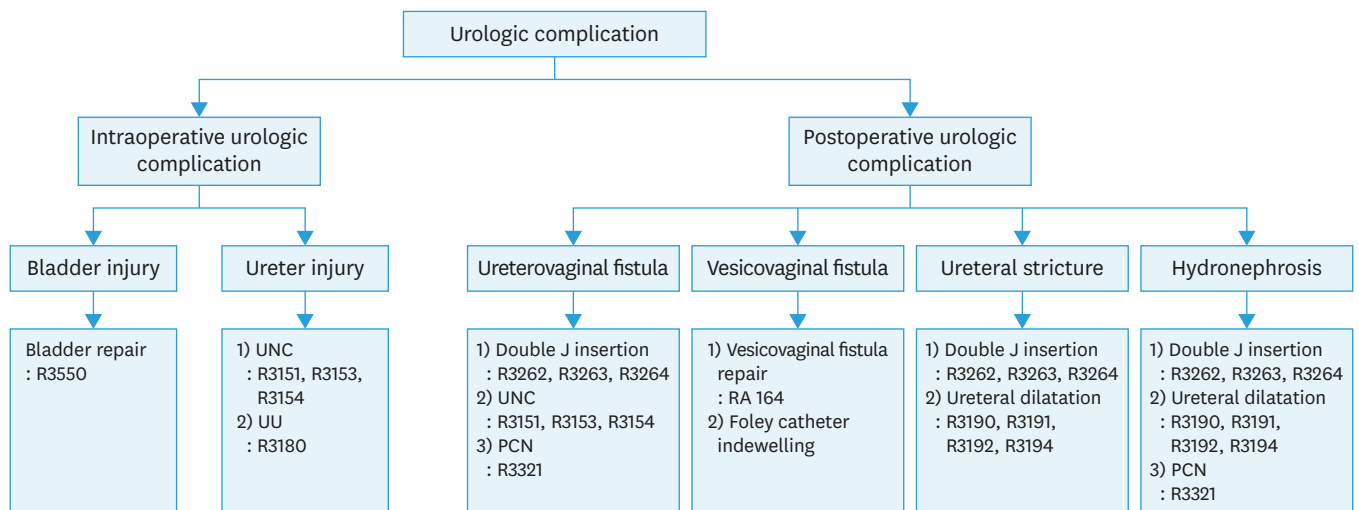 Urologic complication
Intraoperative urologic
complication
Postoperative urologic
complication
Bladder injury
Ureter injury
Ureterovaginal fistula
Vesicovaginal fistula
Ureteral stricture
Hydronephrosis
Bladder repair
: R3550
1) UNC
: R3151, R3153,
R3154
2) UU
: R3180
1) Double J insertion
: R3262, R3263, R3264
2) UNC
: R3151, R3153, R3154
3) PCN
: R3321
1) Vesicovaginal fistula
repair
: RA 164
2) Foley catheter
indewelling
1) Double J insertion
: R3262, R3263, R3264
2) Ureteral dilatation
: R3190, R3191,
R3192, R3194
1) Double J insertion
: R3262, R3263, R3264
2) Ureteral dilatation
: R3190, R3191,
R3192, R3194
3) PCN
: R3321